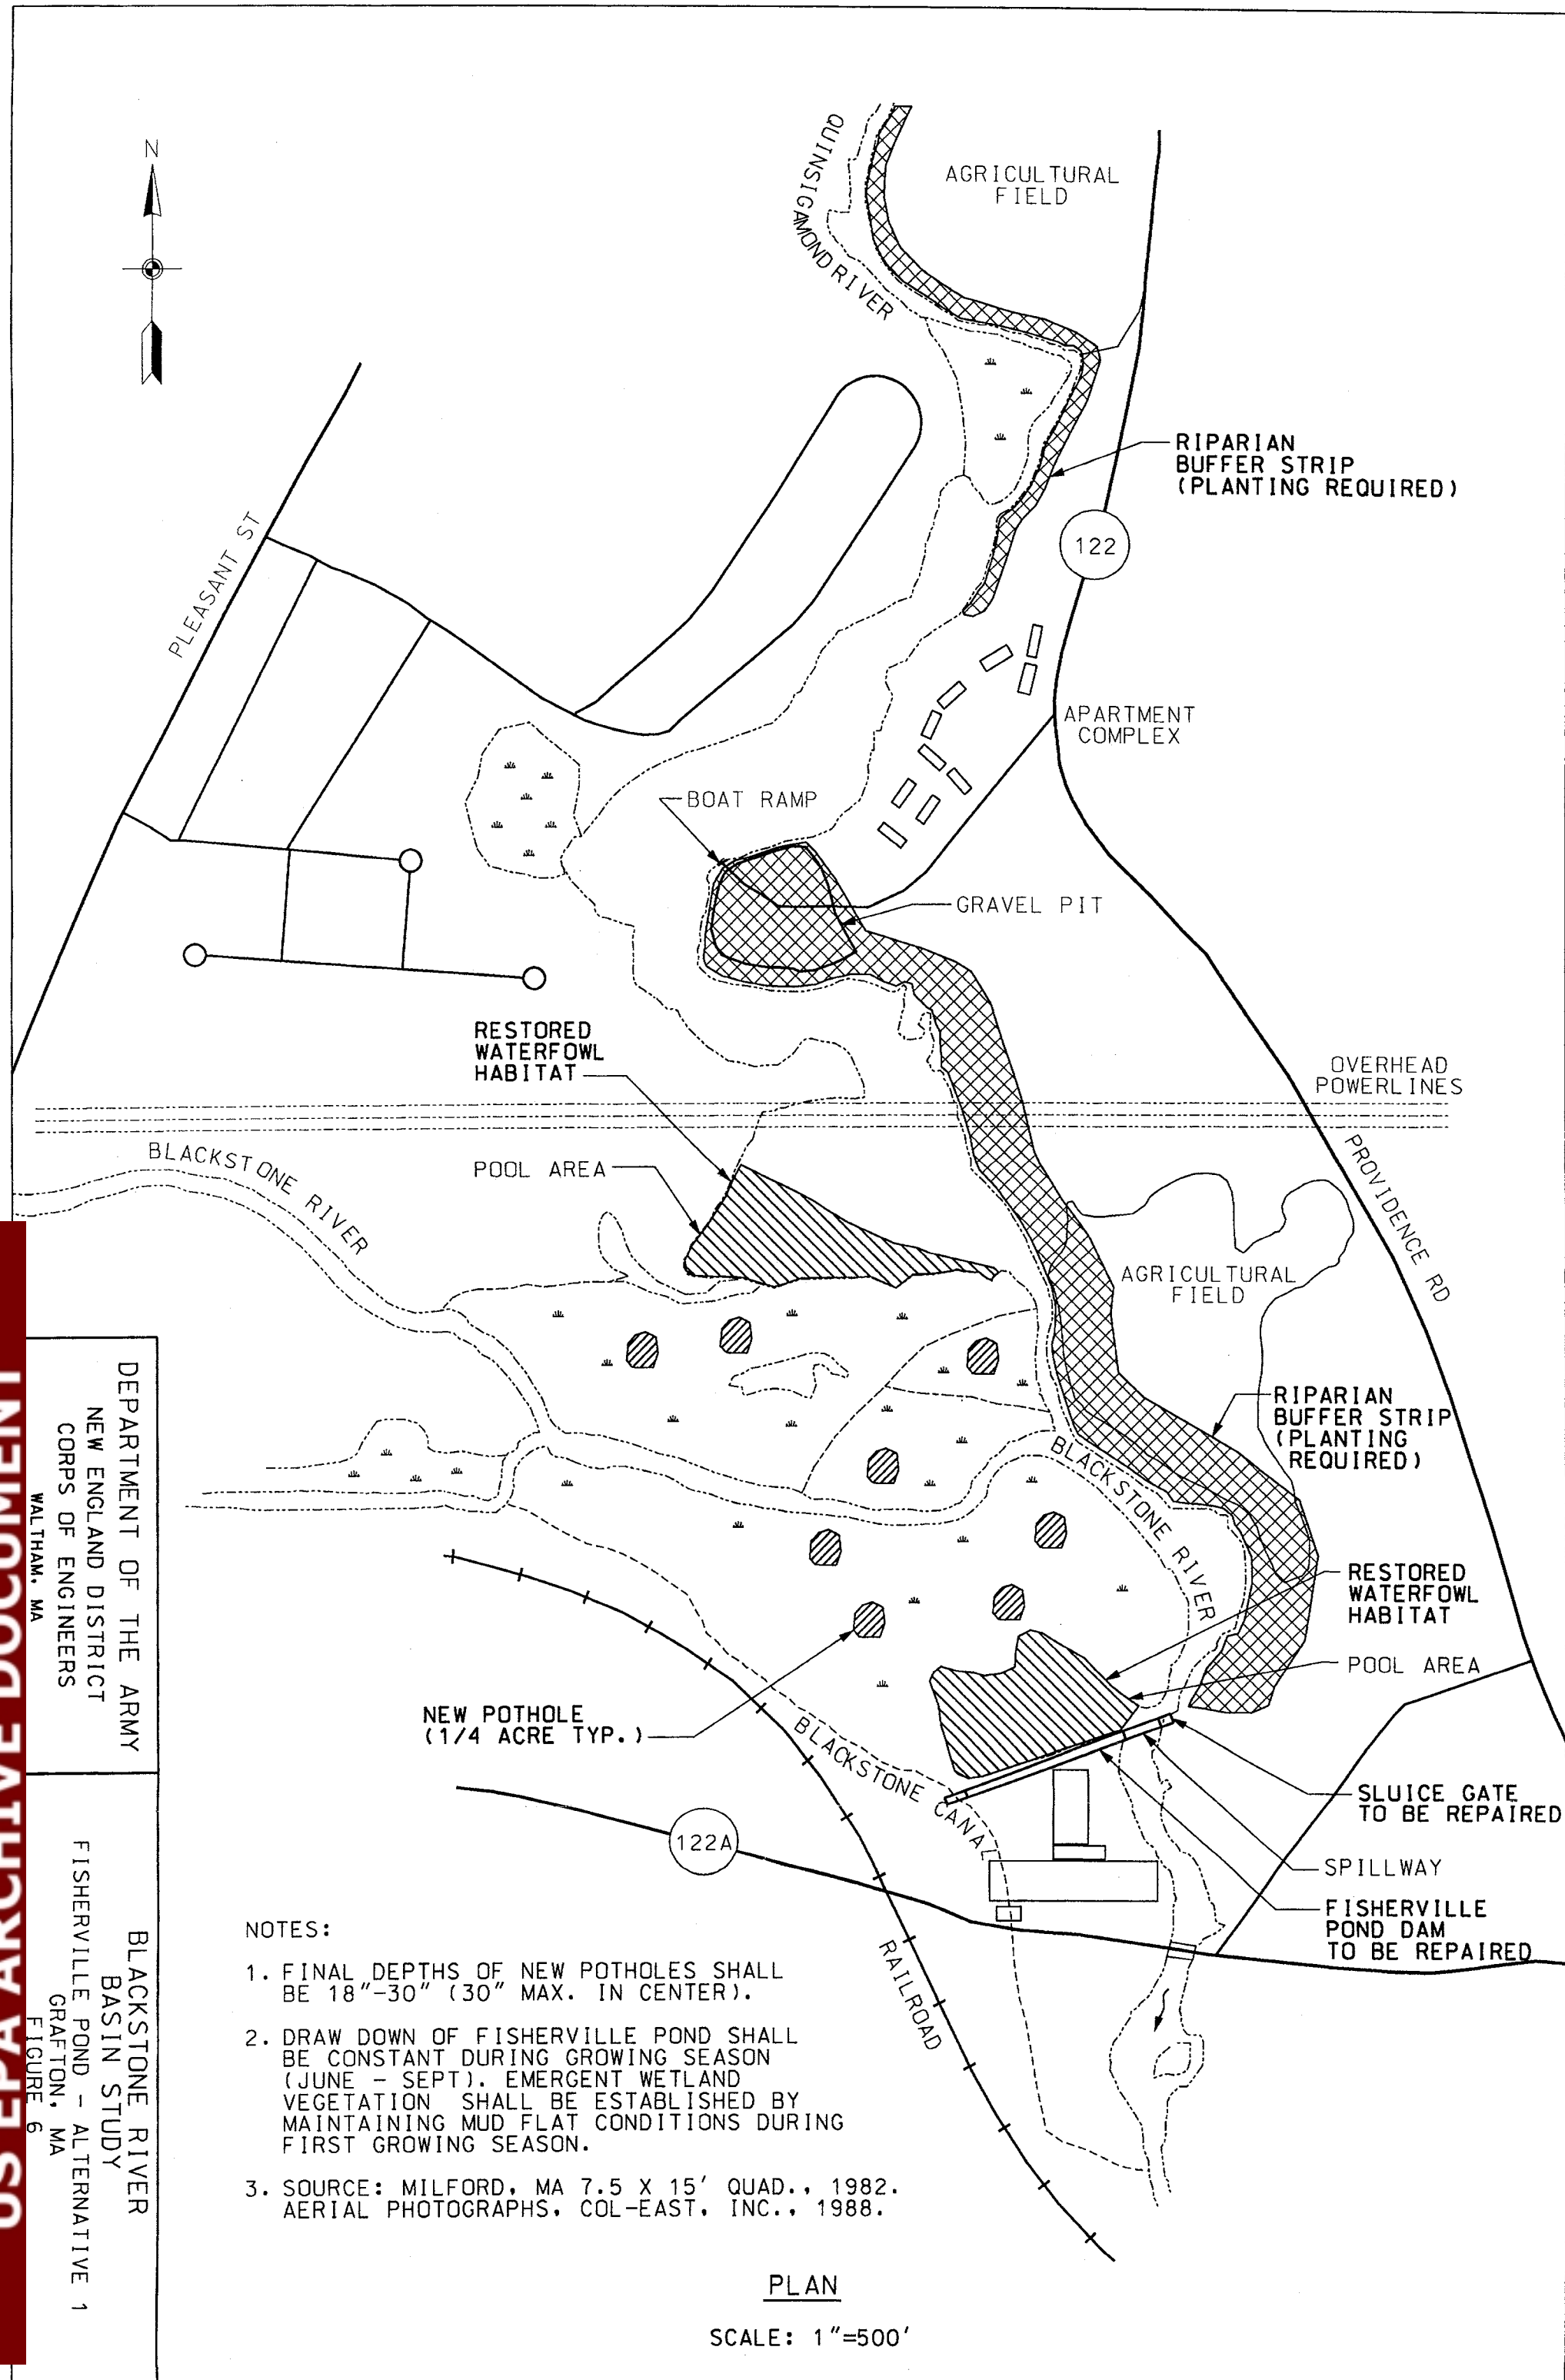 N
QUINSIGAMOND RIVER
AGRICULTURAL
FIELD
RIPARIAN
BUFFER STRIP
(PLANTING REQUIRED)
122
PLEASANT ST
APARTMENT
COMPLEX
BOAT RAMP
GRAVEL PIT
RESTORED
WATERFOWL
HABITAT
OVERHEAD
POWERLINES
BLACKSTONE RIVER
POOL AREA
PROVIDENCE RD
AGRICULTURAL
FIELD
RIPARIAN
BUFFER STRIP
(PLANTING
REQUIRED)
BLACKSTONE RIVER
RESTORED
WATERFOWL
HABITAT
POOL AREA
NEW POTHOLE
(1/4 ACRE TYP.)
BLACKSTONE CANAL
SLUICE GATE
TO BE REPAIRED
122A
SPILLWAY
FISHERVILLE
POND DAM
TO BE REPAIRED
RAILROAD
NOTES:
1. FINAL DEPTHS OF NEW POTHOLES SHALL
BE 18"-30" (30" MAX. IN CENTER).
2. DRAW DOWN OF FISHERVILLE POND SHALL
BE CONSTANT DURING GROWING SEASON
(JUNE - SEPT). EMERGENT WETLAND
VEGETATION SHALL BE ESTABLISHED BY
MAINTAINING MUD FLAT CONDITIONS DURING
FIRST GROWING SEASON.
3. SOURCE: MILFORD, MA 7.5 X 15' QUAD., 1982.
AERIAL PHOTOGRAPHS, COL-EAST, INC., 1988.
PLAN
SCALE: 1"=500'
DEPARTMENT OF THE ARMY
NEW ENGLAND DISTRICT
CORPS OF ENGINEERS
WALTHAM, MA
BLACKSTONE RIVER
BASIN STUDY
FISHERVILLE POND - ALTERNATIVE 1
GRAFTON, MA
FIGURE 6
US EPA ARCHIVE DOCUMENT